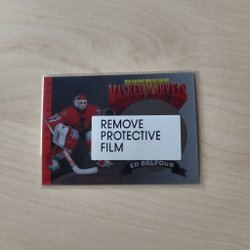 DONRUSS
MASKED MARVELS
REMOVE
PROTECTIVE
FILM
ED BELFOUR